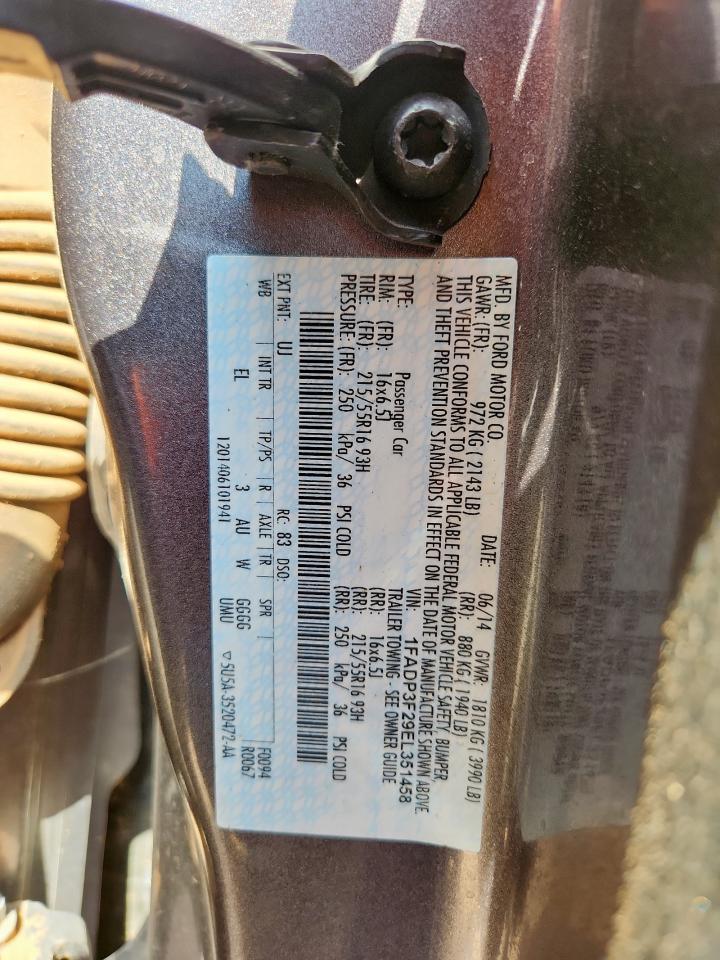 MFD. BY FORD MOTOR CO.
DATE: 06/14 GVWR: 1810 KG ( 3990 LB)
GAWR: (FR): 972 KG ( 2143 LB) (RR): 880 KG ( 1940 LB)
THIS VEHICLE CONFORMS TO ALL APPLICABLE FEDERAL MOTOR VEHICLE SAFETY, BUMPER,
AND THEFT PREVENTION STANDARDS IN EFFECT ON THE DATE OF MANUFACTURE SHOWN ABOVE.
VIN: 1FADP3F29EL351458
TYPE: Passenger Car TRAILER TOWING - SEE OWNER GUIDE
RIM: (FR): 16x6.5J (RR): 16x6.5J
TIRE: (FR): 215/55R16 93H (RR): 215/55R16 93H
PRESSURE: (FR): 250 kPa/ 36 PSI COLD (RR): 250 kPa/ 36 PSI COLD
EXT PNT: UJ RC: 83 DSO:
WB | INT TR | TP/PS | R | AXLE | TR | SPR | F0094
EL 3 AU W GGGG R0067
1201406101941 UMU ▽5U5A-3520472-AA